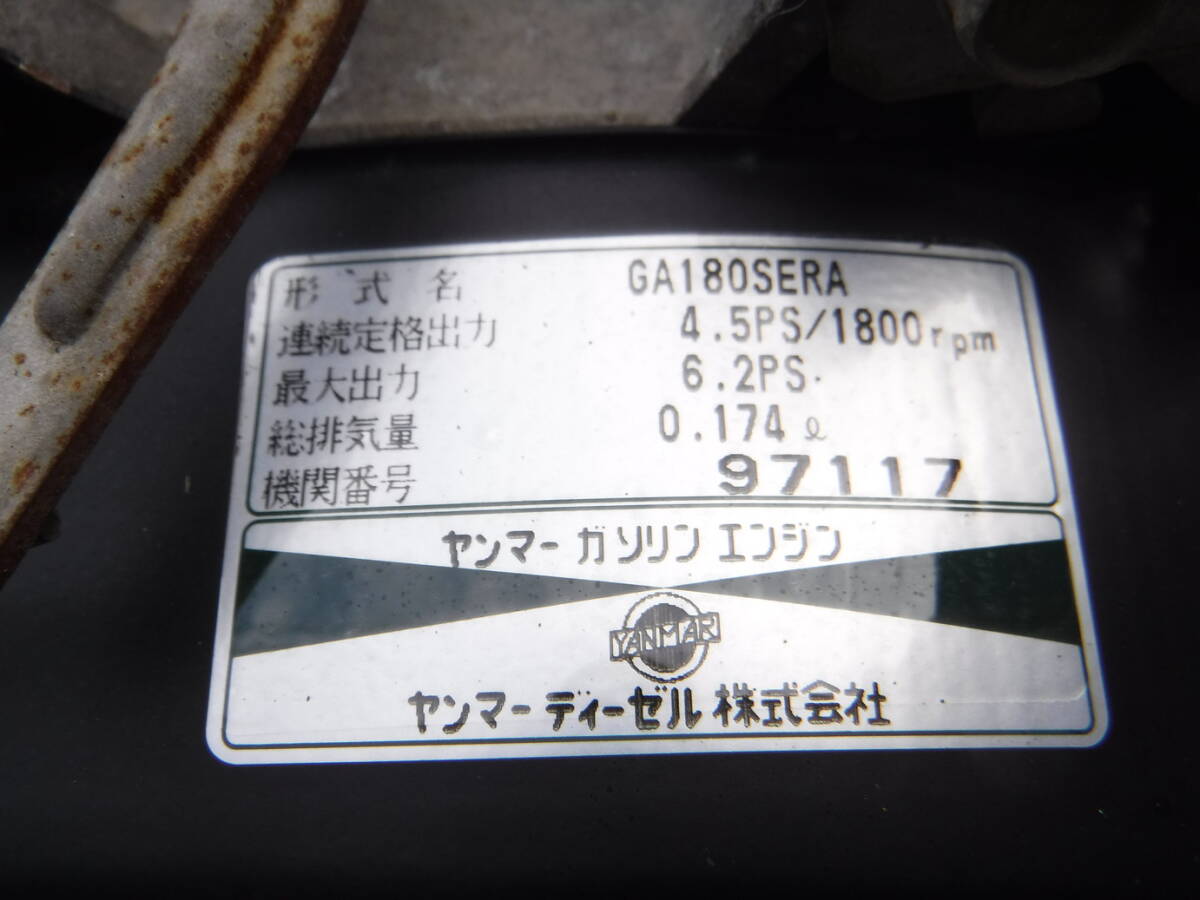 形式名 GA180SERA
連続定格出力 4.5PS/1800rpm
最大出力 6.2PS
総排気量 0.174ℓ
機関番号 97117
ヤンマーガソリンエンジン
YANMAR
ヤンマーディーゼル株式会社